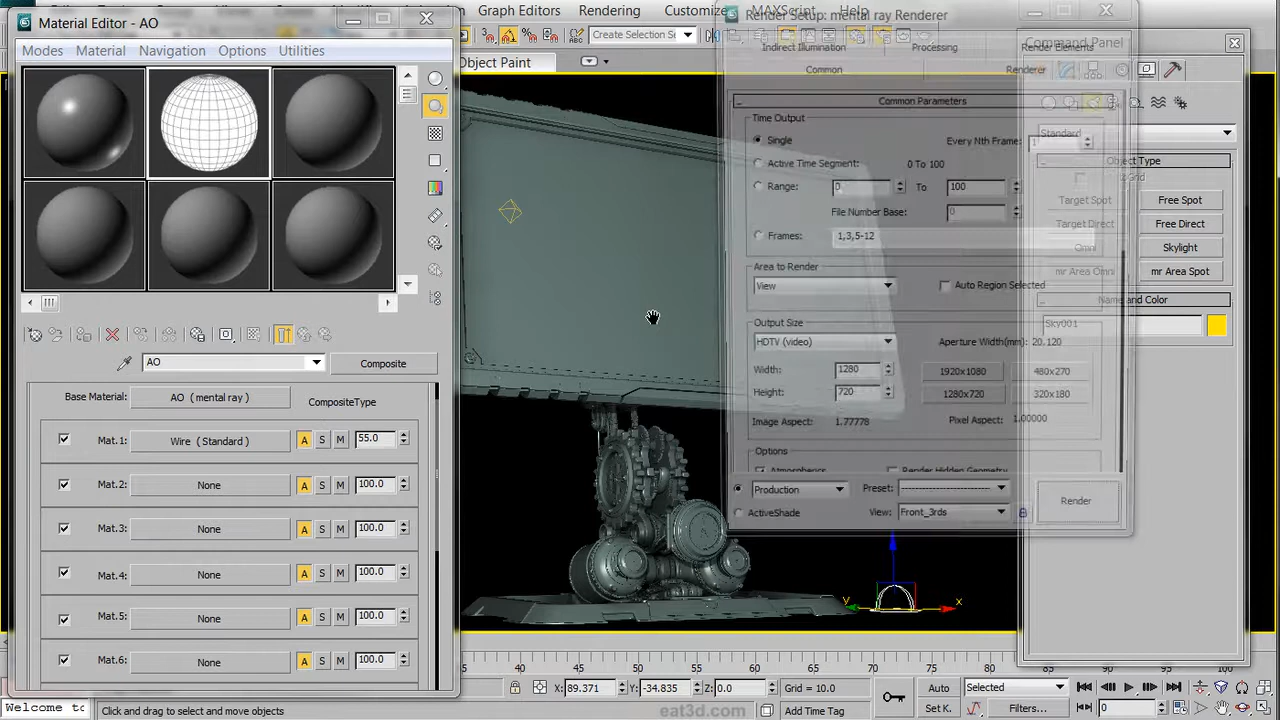 Material Editor - AO
Graph Editors
Rendering
Customize
MAXScript
Help
Render Setup: mental ray Renderer
Modes
Material
Navigation
Options
Utilities
Create Selection Se
Indirect Illumination
Processing
Render Elements
Command Panel
Object Paint
Common
Renderer
Common Parameters
Time Output
Single
Every Nth Frame:
1
Standard
Active Time Segment:
0 To 100
Object Type
Range:
0
To
100
Target Spot
Free Spot
File Number Base:
0
Target Direct
Free Direct
Frames:
1,3,5-12
Omni
Skylight
Area to Render
mr Area Omni
mr Area Spot
View
Auto Region Selected
Name and Color
Output Size
Sky001
HDTV (video)
Aperture Width(mm): 20.120
AO
Composite
Width:
1280
1920x1080
480x270
Height:
720
1280x720
320x180
Base Material:
AO ( mental ray )
CompositeType
Image Aspect: 1.77778
Pixel Aspect: 1.00000
Mat.1:
Wire ( Standard )
A
S
M
55.0
Options
Atmospherics
Render Hidden Geometry
Mat.2:
None
A
S
M
100.0
Production
Preset:
Render
ActiveShade
View:
Front_3rds
Mat.3:
None
A
S
M
100.0
Mat.4:
None
A
S
M
100.0
Mat.5:
None
A
S
M
100.0
y
x
Mat.6:
None
A
S
M
100.0
40
45
50
55
60
65
70
75
80
85
90
95
100
X:
89.371
Y:
-34.835
Z:
0.0
Grid = 10.0
Auto
Selected
Welcome to
Click and drag to select and move objects
eat3d.com
Add Time Tag
Set K.
Filters...
0